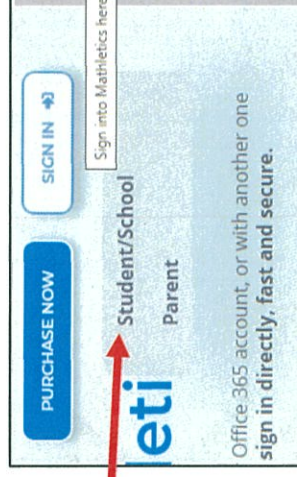 PURCHASE NOW
SIGN IN
Sign into Mathletics here
Student/School
Parent
leti
Office 365 account, or with another one
sign in directly, fast and secure.